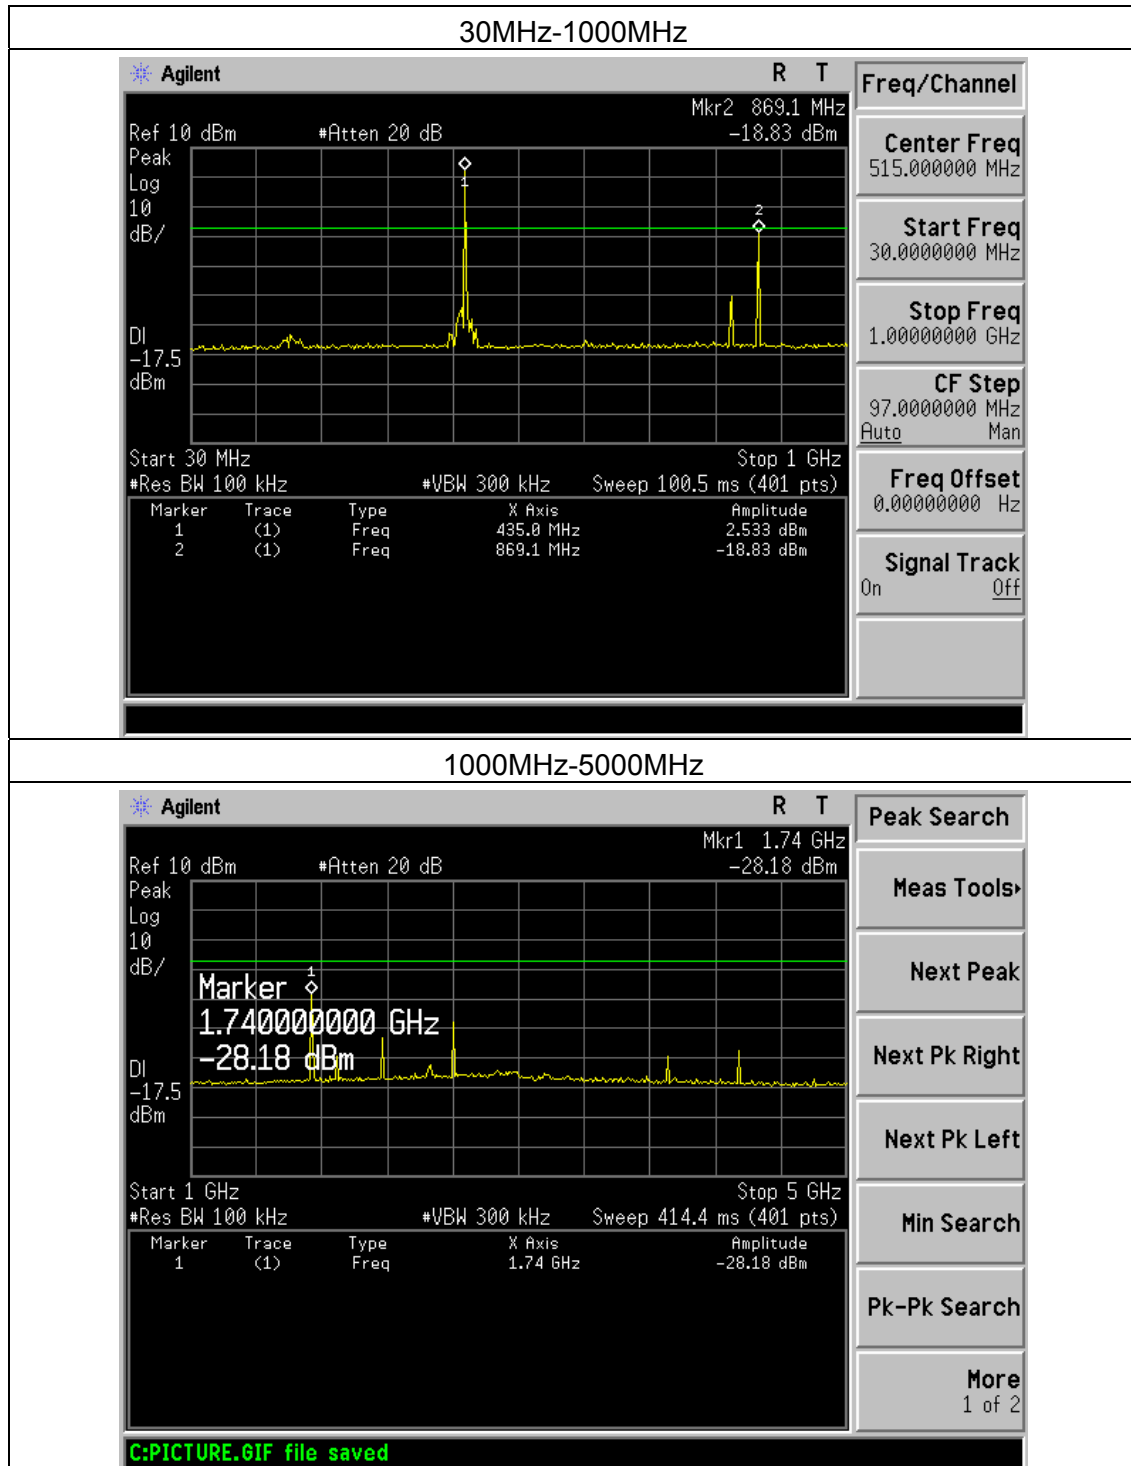 30MHz-1000MHz
Agilent R T
Freq/Channel
Mkr2 869.1 MHz
Ref 10 dBm #Atten 20 dB -18.83 dBm
Peak
Log
10
dB/
1
2
DI
-17.5
dBm
Start 30 MHz Stop 1 GHz
#Res BW 100 kHz #VBW 300 kHz Sweep 100.5 ms (401 pts)
Marker Trace Type X Axis Amplitude
1 (1) Freq 435.0 MHz 2.533 dBm
2 (1) Freq 869.1 MHz -18.83 dBm
Center Freq
515.000000 MHz
Start Freq
30.0000000 MHz
Stop Freq
1.00000000 GHz
CF Step
97.0000000 MHz
Auto Man
Freq Offset
0.00000000 Hz
Signal Track
On Off
1000MHz-5000MHz
Agilent R T
Peak Search
Mkr1 1.74 GHz
Ref 10 dBm #Atten 20 dB -28.18 dBm
Peak
Log
10
dB/
1
Marker
1.740000000 GHz
-28.18 dBm
DI
-17.5
dBm
Start 1 GHz Stop 5 GHz
#Res BW 100 kHz #VBW 300 kHz Sweep 414.4 ms (401 pts)
Marker Trace Type X Axis Amplitude
1 (1) Freq 1.74 GHz -28.18 dBm
Meas Tools
Next Peak
Next Pk Right
Next Pk Left
Min Search
Pk-Pk Search
More
1 of 2
C:PICTURE.GIF file saved